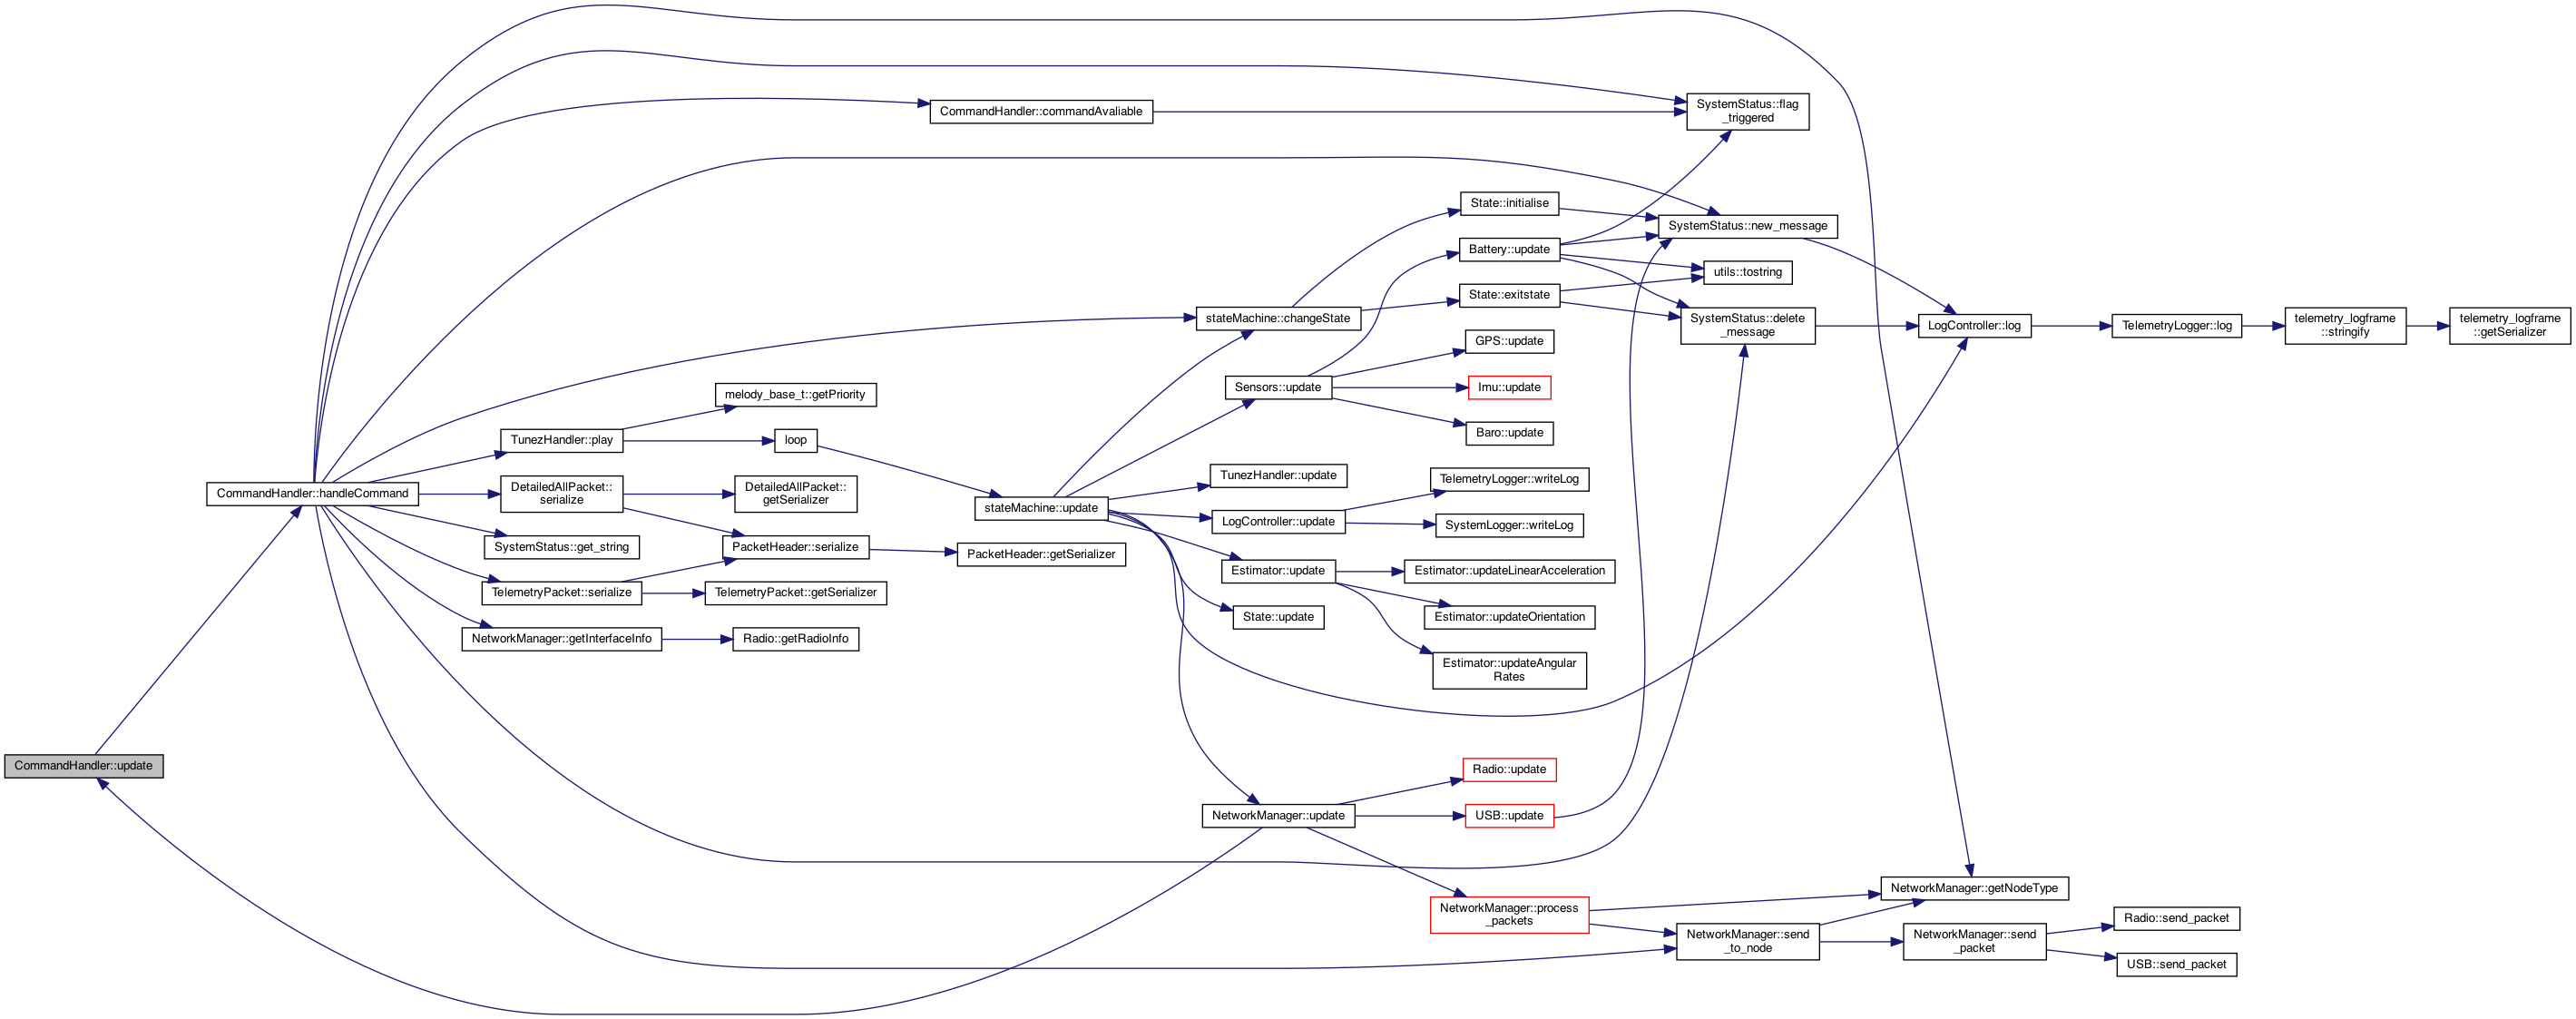 CommandHandler::update
CommandHandler::handleCommand
CommandHandler::commandAvaliable
SystemStatus::flag
_triggered
State::initialise
SystemStatus::new_message
Battery::update
utils::tostring
State::exitstate
stateMachine::changeState
SystemStatus::delete
_message
LogController::log
TelemetryLogger::log
telemetry_logframe
::stringify
telemetry_logframe
::getSerializer
GPS::update
Sensors::update
Imu::update
Baro::update
melody_base_t::getPriority
TunezHandler::play
loop
DetailedAllPacket::
serialize
DetailedAllPacket::
getSerializer
SystemStatus::get_string
PacketHeader::serialize
PacketHeader::getSerializer
TelemetryPacket::serialize
TelemetryPacket::getSerializer
NetworkManager::getInterfaceInfo
Radio::getRadioInfo
stateMachine::update
TunezHandler::update
TelemetryLogger::writeLog
LogController::update
SystemLogger::writeLog
Estimator::update
Estimator::updateLinearAcceleration
Estimator::updateOrientation
State::update
Estimator::updateAngular
Rates
Radio::update
NetworkManager::update
USB::update
NetworkManager::process
_packets
NetworkManager::getNodeType
NetworkManager::send
_to_node
NetworkManager::send
_packet
Radio::send_packet
USB::send_packet